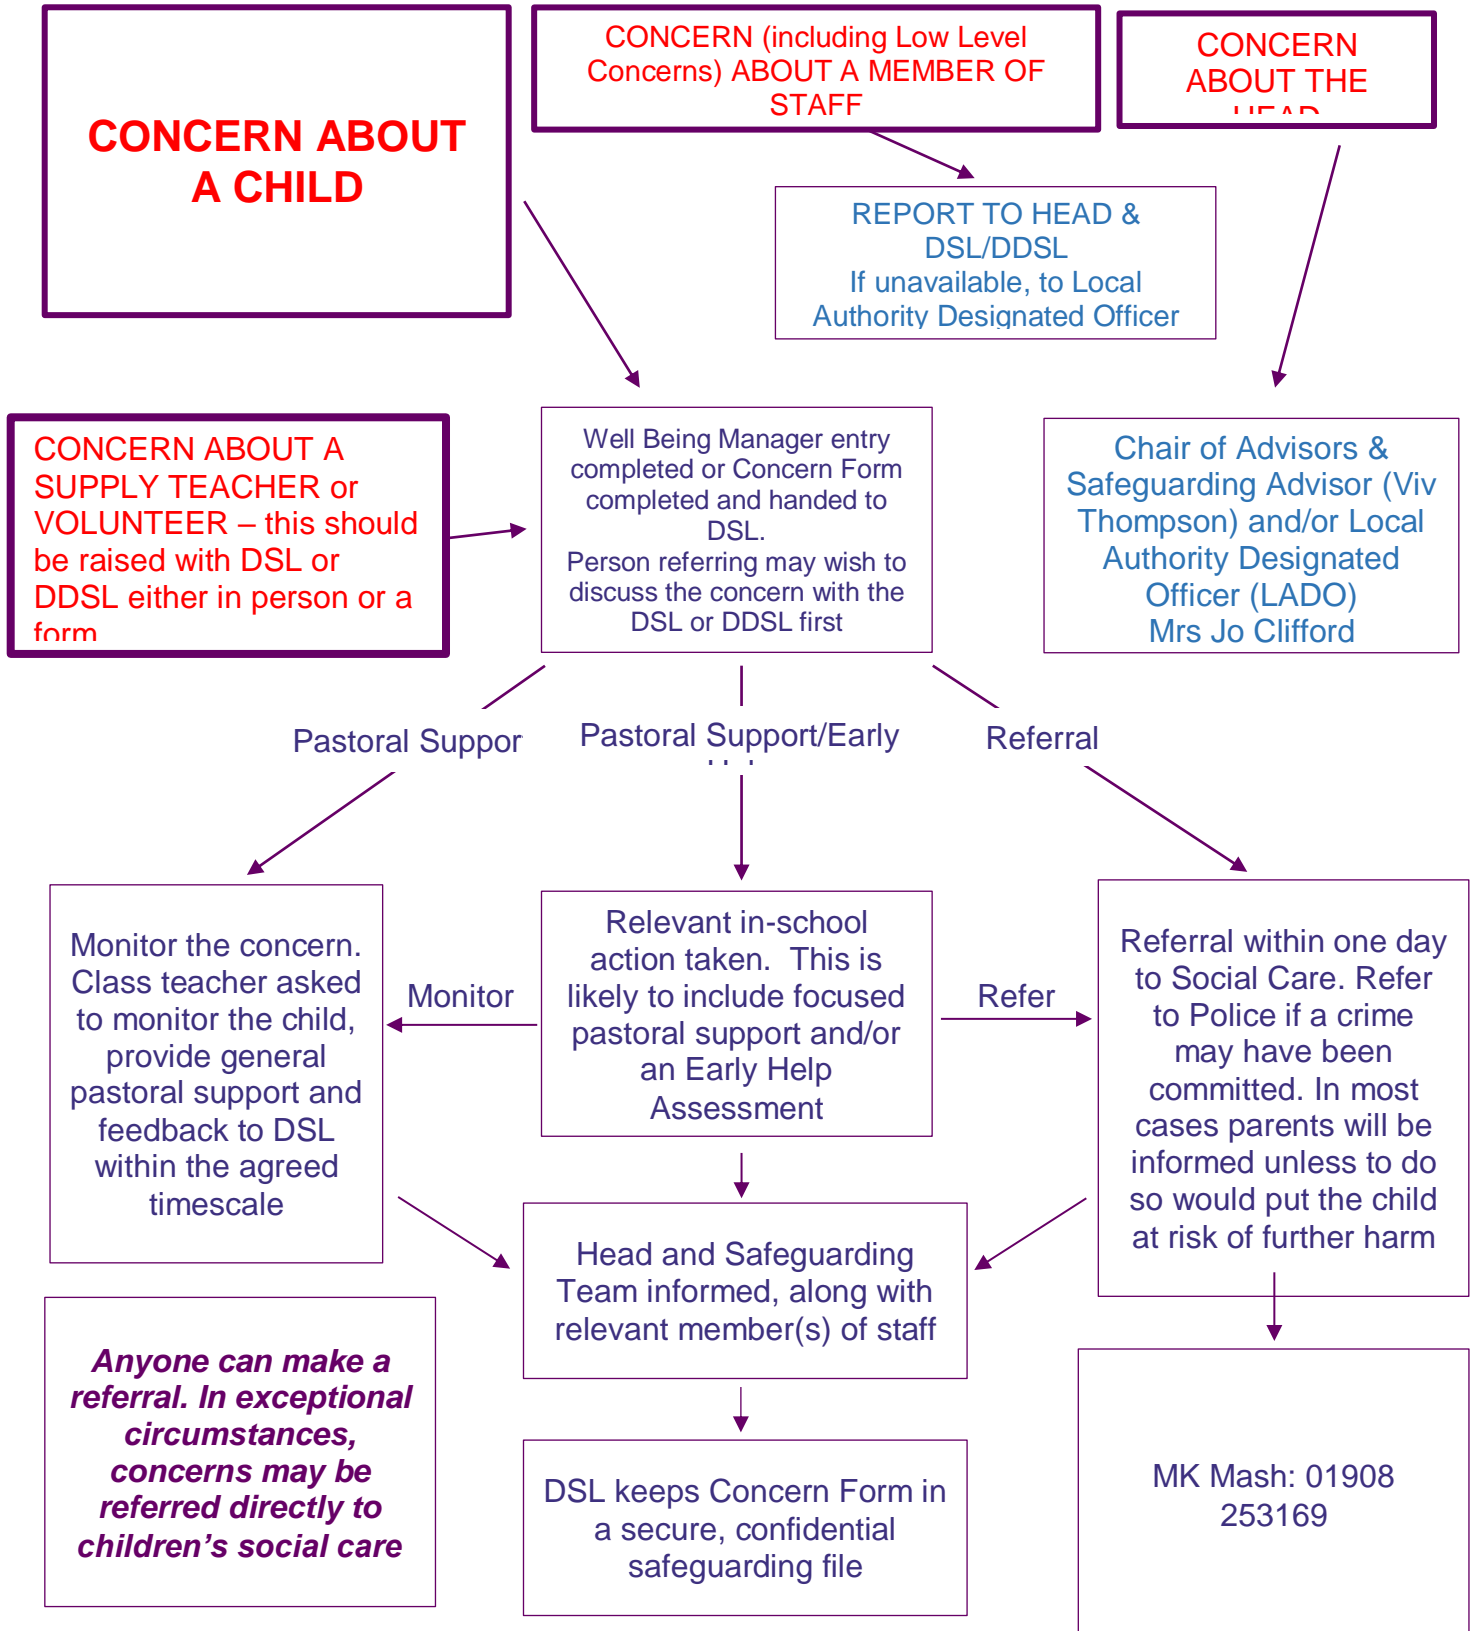 CONCERN ABOUT
A CHILD
CONCERN (including Low Level
Concerns) ABOUT A MEMBER OF
STAFF
CONCERN
ABOUT THE
REPORT TO HEAD &
DSL/DDSL
If unavailable, to Local
Authority Designated Officer
CONCERN ABOUT A
SUPPLY TEACHER or
VOLUNTEER – this should
be raised with DSL or
DDSL either in person or a
form
Well Being Manager entry
completed or Concern Form
completed and handed to
DSL.
Person referring may wish to
discuss the concern with the
DSL or DDSL first
Chair of Advisors &
Safeguarding Advisor (Viv
Thompson) and/or Local
Authority Designated
Officer (LADO)
Mrs Jo Clifford
Pastoral Suppor
Pastoral Support/Early
Referral
Monitor the concern.
Class teacher asked
to monitor the child,
provide general
pastoral support and
feedback to DSL
within the agreed
timescale
Monitor
Relevant in-school
action taken. This is
likely to include focused
pastoral support and/or
an Early Help
Assessment
Refer
Referral within one day
to Social Care. Refer
to Police if a crime
may have been
committed. In most
cases parents will be
informed unless to do
so would put the child
at risk of further harm
Head and Safeguarding
Team informed, along with
relevant member(s) of staff
Anyone can make a
referral. In exceptional
circumstances,
concerns may be
referred directly to
children’s social care
DSL keeps Concern Form in
a secure, confidential
safeguarding file
MK Mash: 01908
253169